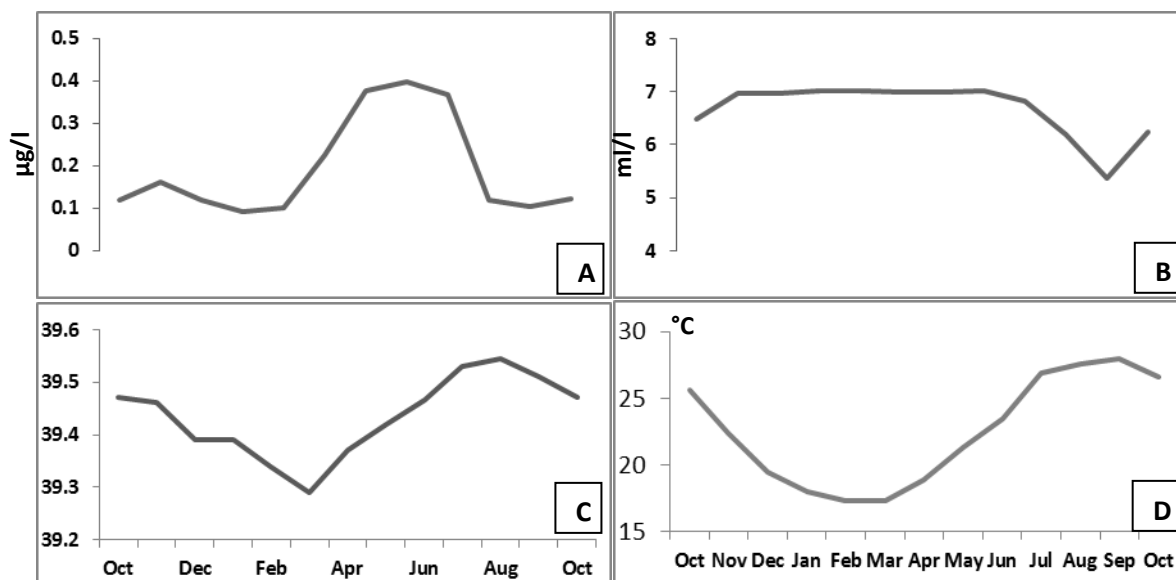 0.5
0.4
0.3
0.2
0.1
0
µg/l
A
8
7
6
5
4
ml/l
B
39.6
39.5
39.4
39.3
39.2
Oct Dec Feb Apr Jun Aug Oct
C
30
25
20
15
°C
Oct Nov Dec Jan Feb Mar Apr May Jun Jul Aug Sep Oct
D